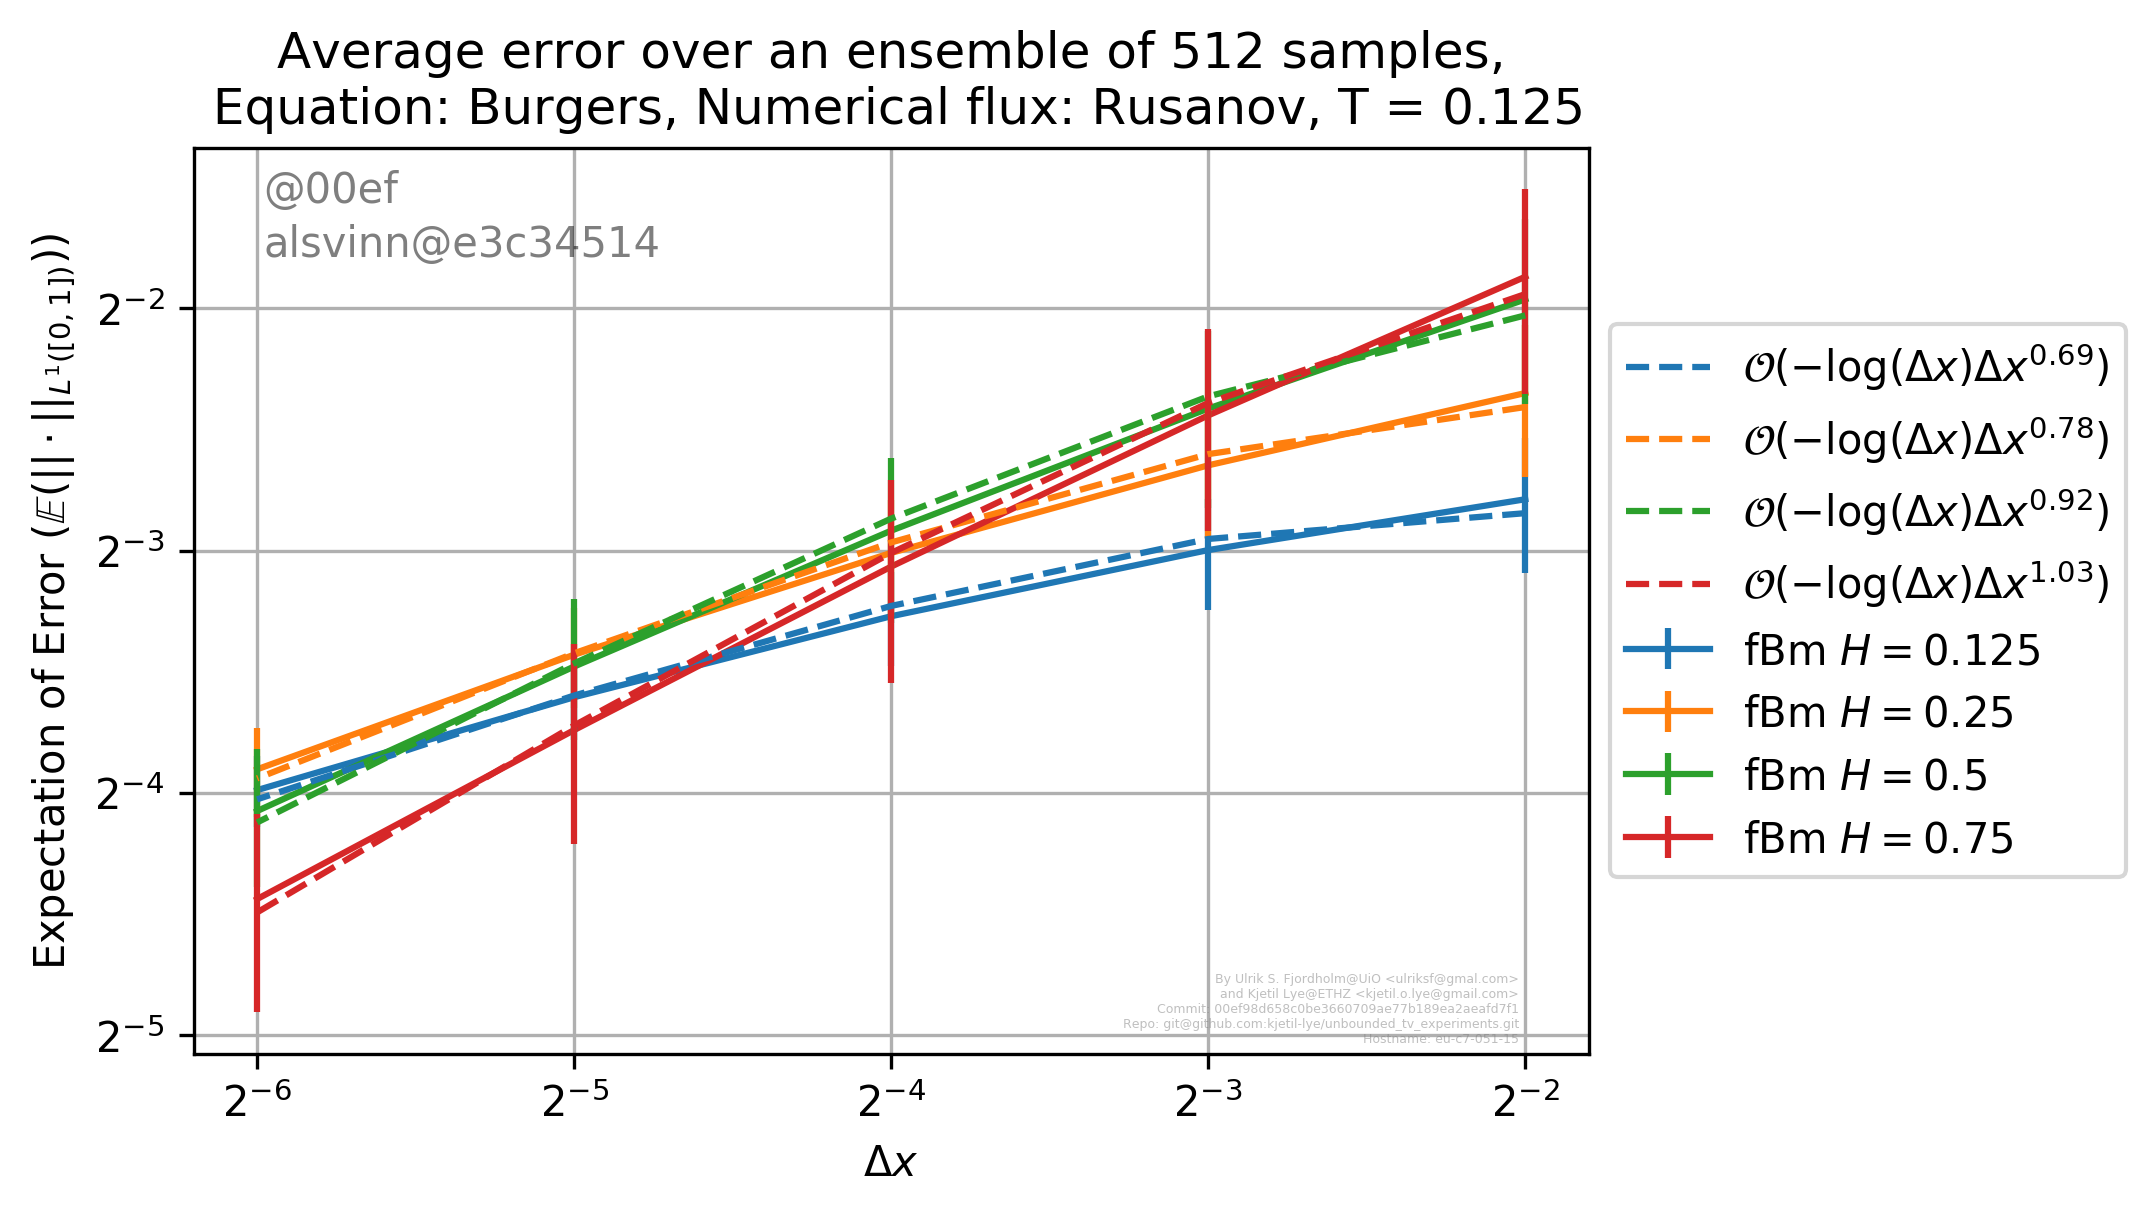 Average error over an ensemble of 512 samples,
Equation: Burgers, Numerical flux: Rusanov, T = 0.125
@00ef
alsvinn@e3c34514
Expectation of Error (𝔼(||·||_{L¹([0,1])}))
2⁻²
2⁻³
2⁻⁴
2⁻⁵
By Ulrik S. Fjordholm@UiO <ulriksf@gmal.com>
and Kjetil Lye@ETHZ <kjetil.o.lye@gmail.com>
Commit: 00ef98d658c0be3660709ae77b189ea2aeafd7f1
Repo: git@github.com:kjetil-lye/unbounded_tv_experiments.git
Hostname: eu-c7-051-15
2⁻⁶ 2⁻⁵ 2⁻⁴ 2⁻³ 2⁻²
Δx
𝒪(−log(Δx)Δx^{0.69})
𝒪(−log(Δx)Δx^{0.78})
𝒪(−log(Δx)Δx^{0.92})
𝒪(−log(Δx)Δx^{1.03})
fBm H = 0.125
fBm H = 0.25
fBm H = 0.5
fBm H = 0.75